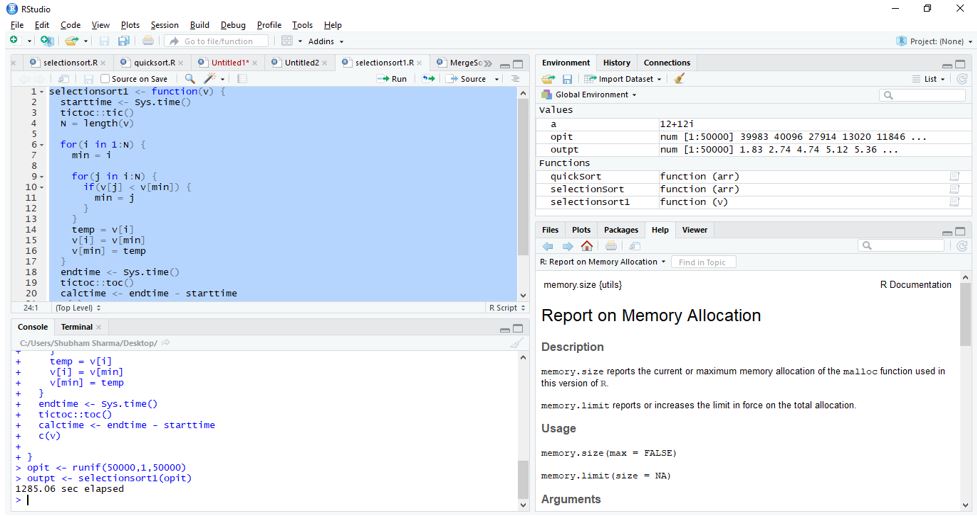 RStudio
File Edit Code View Plots Session Build Debug Profile Tools Help
Go to file/function Addins Project: (None)
selectionsort.R quicksort.R Untitled1* Untitled2 selectionsort1.R MergeSc
Source on Save Run Source
1 selectionsort1 <- function(v) {
2 starttime <- Sys.time()
3 tictoc::tic()
4 N = length(v)
5
6 for(i in 1:N) {
7 min = i
8
9 for(j in i:N) {
10 if(v[j] < v[min]) {
11 min = j
12 }
13 }
14 temp = v[i]
15 v[i] = v[min]
16 v[min] = temp
17 }
18 endtime <- Sys.time()
19 tictoc::toc()
20 calctime <- endtime - starttime
24:1 (Top Level) R Script
Console Terminal
C:/Users/Shubham Sharma/Desktop/
+ }
+ temp = v[i]
+ v[i] = v[min]
+ v[min] = temp
+ }
+ endtime <- Sys.time()
+ tictoc::toc()
+ calctime <- endtime - starttime
+ c(v)
+
+ }
> opit <- runif(50000,1,50000)
> outpt <- selectionsort1(opit)
1285.06 sec elapsed
>
Environment History Connections
Import Dataset List
Global Environment
Values
a 12+12i
opit num [1:50000] 39983 40096 27914 13020 11846 ...
outpt num [1:50000] 1.83 2.74 4.74 5.12 5.36 ...
Functions
quickSort function (arr)
selectionSort function (arr)
selectionsort1 function (v)
Files Plots Packages Help Viewer
R: Report on Memory Allocation Find in Topic
memory.size {utils} R Documentation
Report on Memory Allocation
Description
memory.size reports the current or maximum memory allocation of the malloc function used in
this version of R.
memory.limit reports or increases the limit in force on the total allocation.
Usage
memory.size(max = FALSE)
memory.limit(size = NA)
Arguments